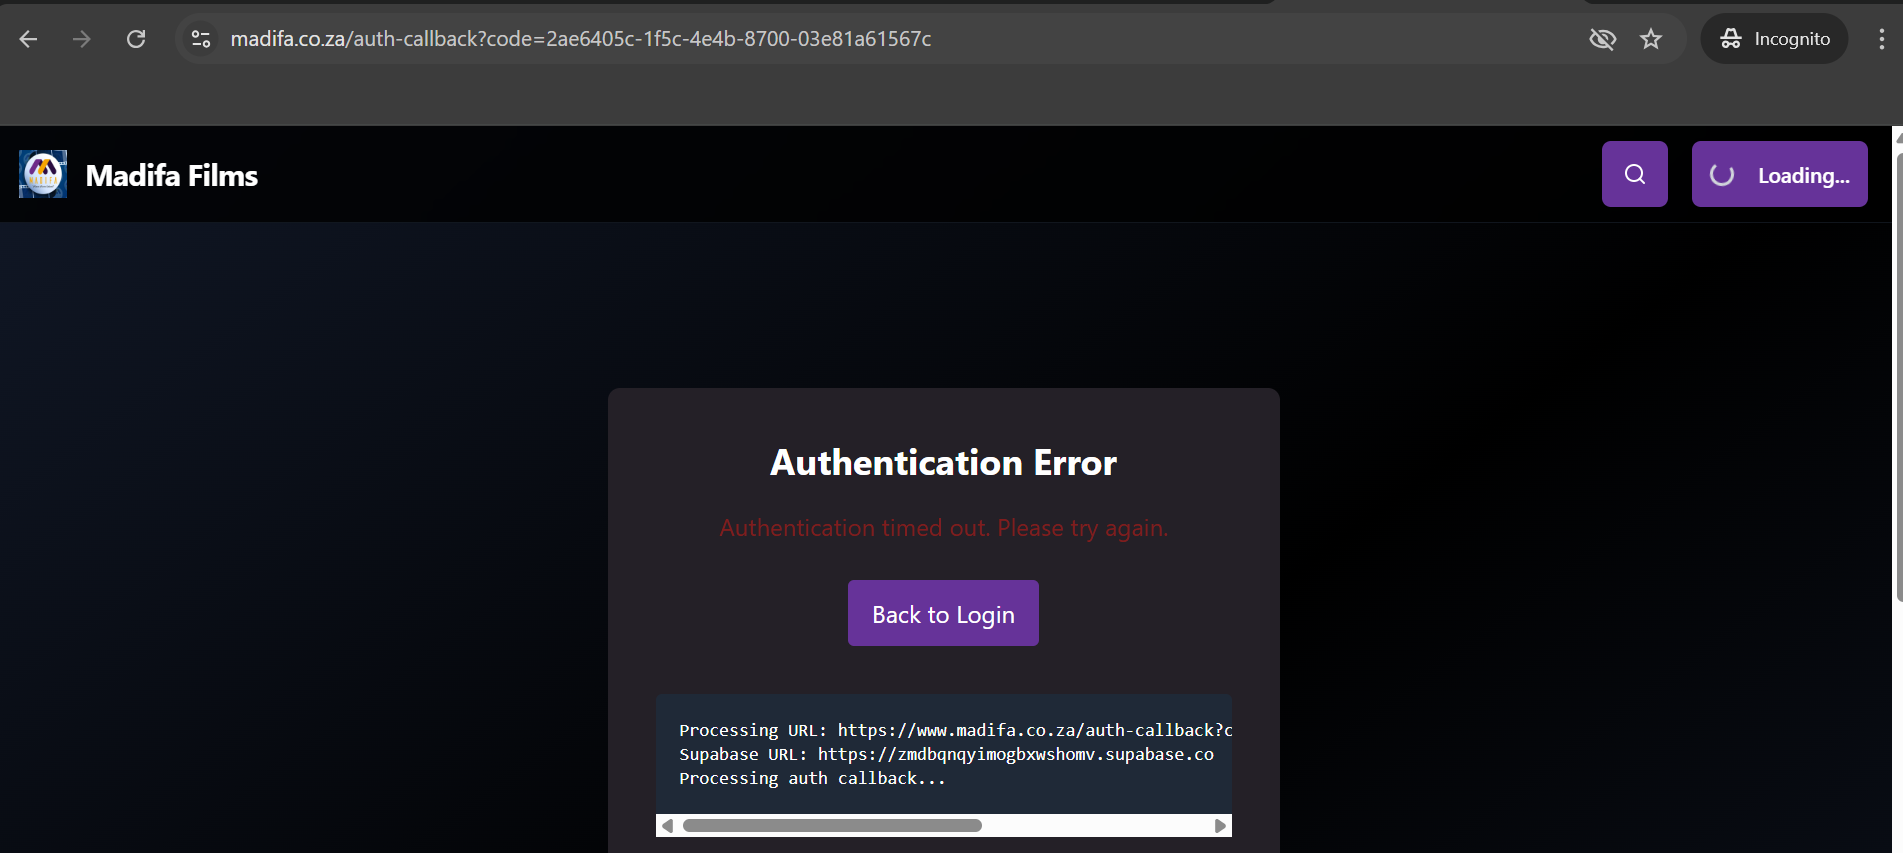 madifa.co.za/auth-callback?code=2ae6405c-1f5c-4e4b-8700-03e81a61567c
Incognito
Madifa Films
Loading...
Authentication Error
Authentication timed out. Please try again.
Back to Login
Processing URL: https://www.madifa.co.za/auth-callback?c
Supabase URL: https://zmdbqnqyimogbxwshomv.supabase.co
Processing auth callback...